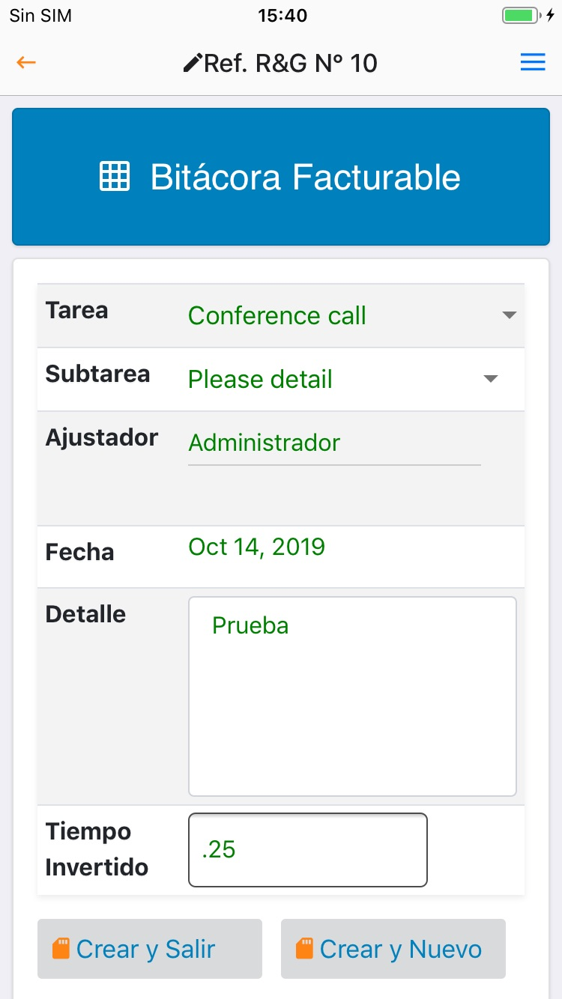 Sin SIM 15:40
Ref. R&G Nº 10
Bitácora Facturable
Tarea Conference call
Subtarea Please detail
Ajustador Administrador
Fecha Oct 14, 2019
Detalle Prueba
Tiempo
Invertido .25
Crear y Salir Crear y Nuevo